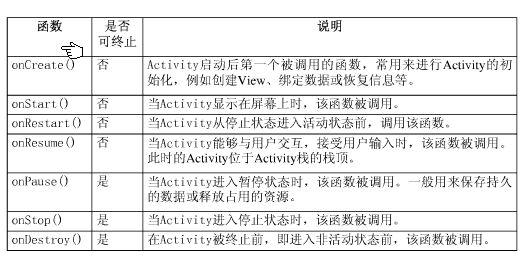 函数 是否可终止 说明
onCreate() 否 Activity启动后第一个被调用的函数，常用来进行Activity的初
始化，例如创建View、绑定数据或恢复信息等。
onStart() 否 当Activity显示在屏幕上时，该函数被调用。
onRestart() 否 当Activity从停止状态进入活动状态前，调用该函数。
onResume() 否 当Activity能够与用户交互，接受用户输入时，该函数被调用。
此时的Activity位于Activity栈的栈顶。
onPause() 是 当Activity进入暂停状态时，该函数被调用。一般用来保存持久
的数据或释放占用的资源。
onStop() 是 当Activity进入停止状态时，该函数被调用。
onDestroy() 是 在Activity被终止前，即进入非活动状态前，该函数被调用。